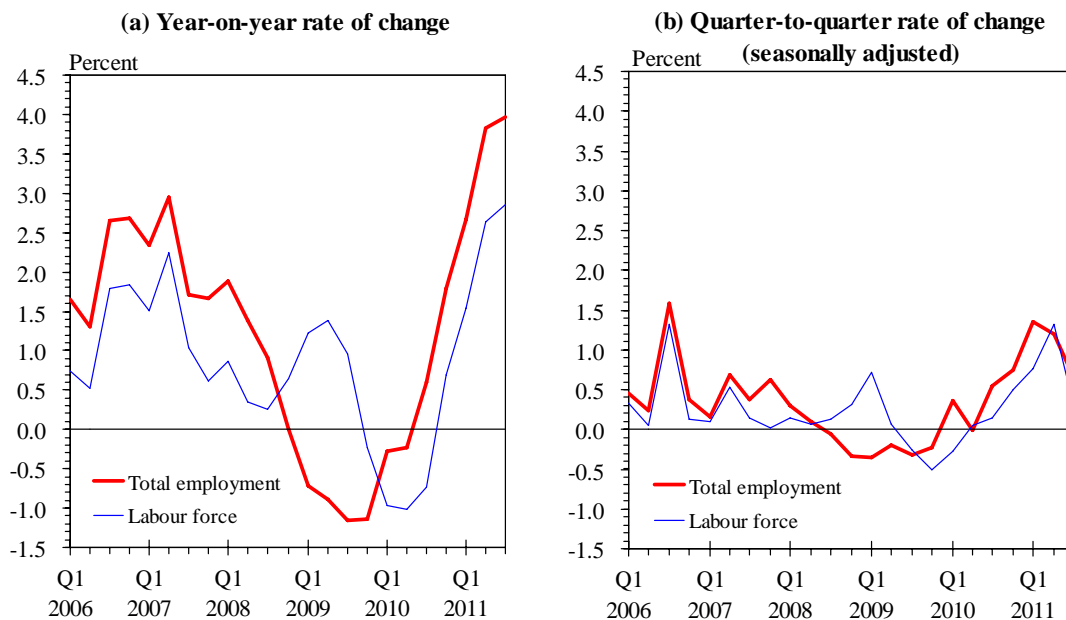 (a) Year-on-year rate of change
Percent
4.5
4.0
3.5
3.0
2.5
2.0
1.5
1.0
0.5
0.0
-0.5
-1.0
-1.5
Total employment
Labour force
Q1 Q1 Q1 Q1 Q1 Q1
2006 2007 2008 2009 2010 2011
(b) Quarter-to-quarter rate of change
(seasonally adjusted)
Percent
4.5
4.0
3.5
3.0
2.5
2.0
1.5
1.0
0.5
0.0
-0.5
-1.0
-1.5
Total employment
Labour force
Q1 Q1 Q1 Q1 Q1 Q1
2006 2007 2008 2009 2010 2011